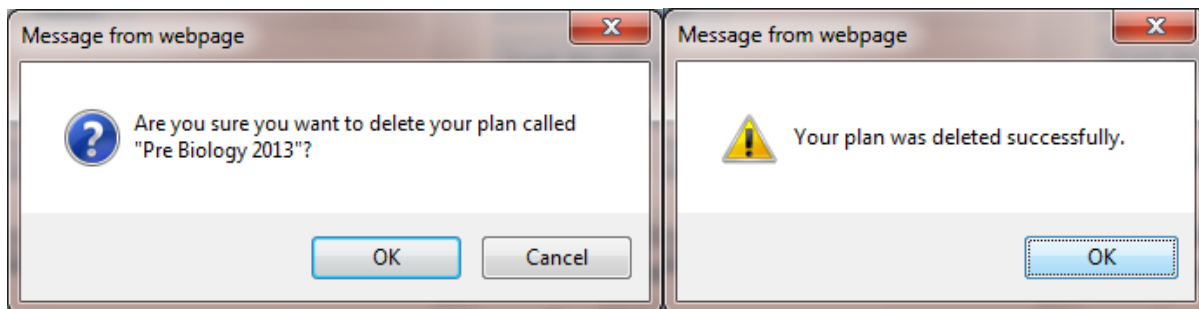 Message from webpage
Are you sure you want to delete your plan called
"Pre Biology 2013"?
OK
Cancel
Message from webpage
Your plan was deleted successfully.
OK